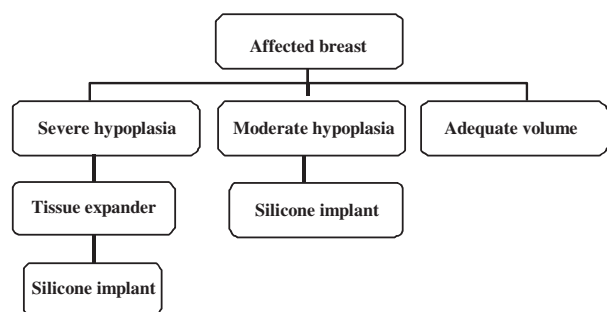 Affected breast
Severe hypoplasia
Moderate hypoplasia
Adequate volume
Tissue expander
Silicone implant
Silicone implant